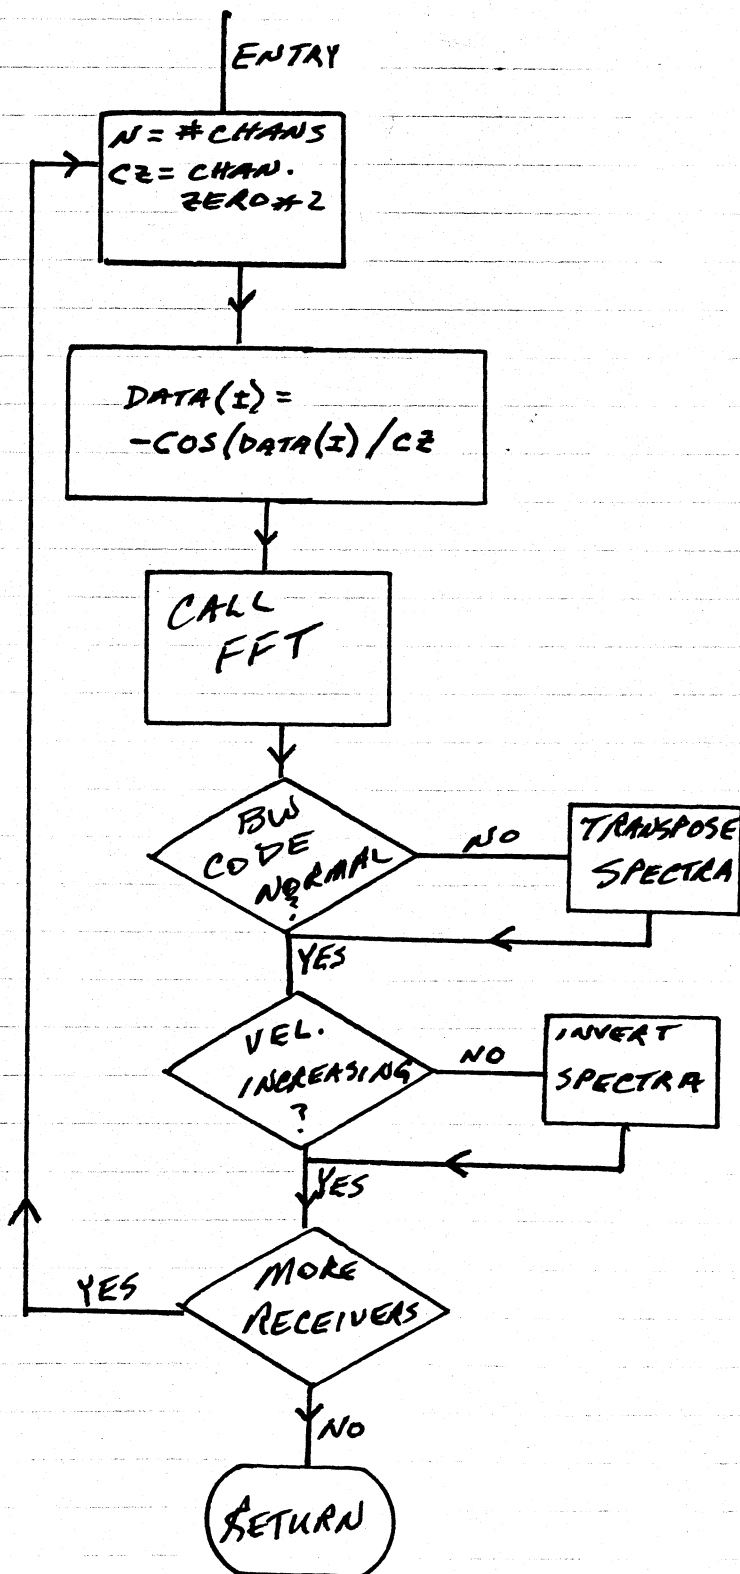 ENTRY
N = # CHANS
CZ = CHAN.
ZERO * 2
DATA(I) =
-COS(DATA(I)/CZ
CALL
FFT
BW
CODE
NORMAL
?
NO
TRANSPOSE
SPECTRA
YES
VEL.
INCREASING
?
NO
INVERT
SPECTRA
YES
MORE
RECEIVERS
YES
NO
RETURN